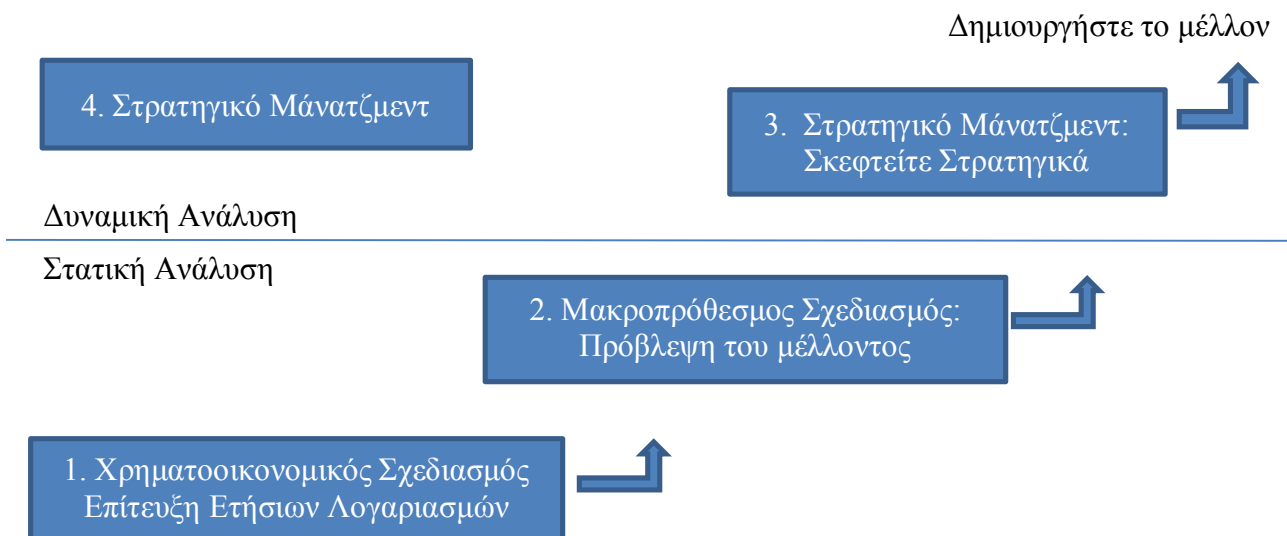 Δημιουργήστε το μέλλον
4. Στρατηγικό Μάνατζμεντ
3. Στρατηγικό Μάνατζμεντ:
Σκεφτείτε Στρατηγικά
Δυναμική Ανάλυση
Στατική Ανάλυση
2. Μακροπρόθεσμος Σχεδιασμός:
Πρόβλεψη του μέλλοντος
1. Χρηματοοικονομικός Σχεδιασμός
Επίτευξη Ετήσιων Λογαριασμών